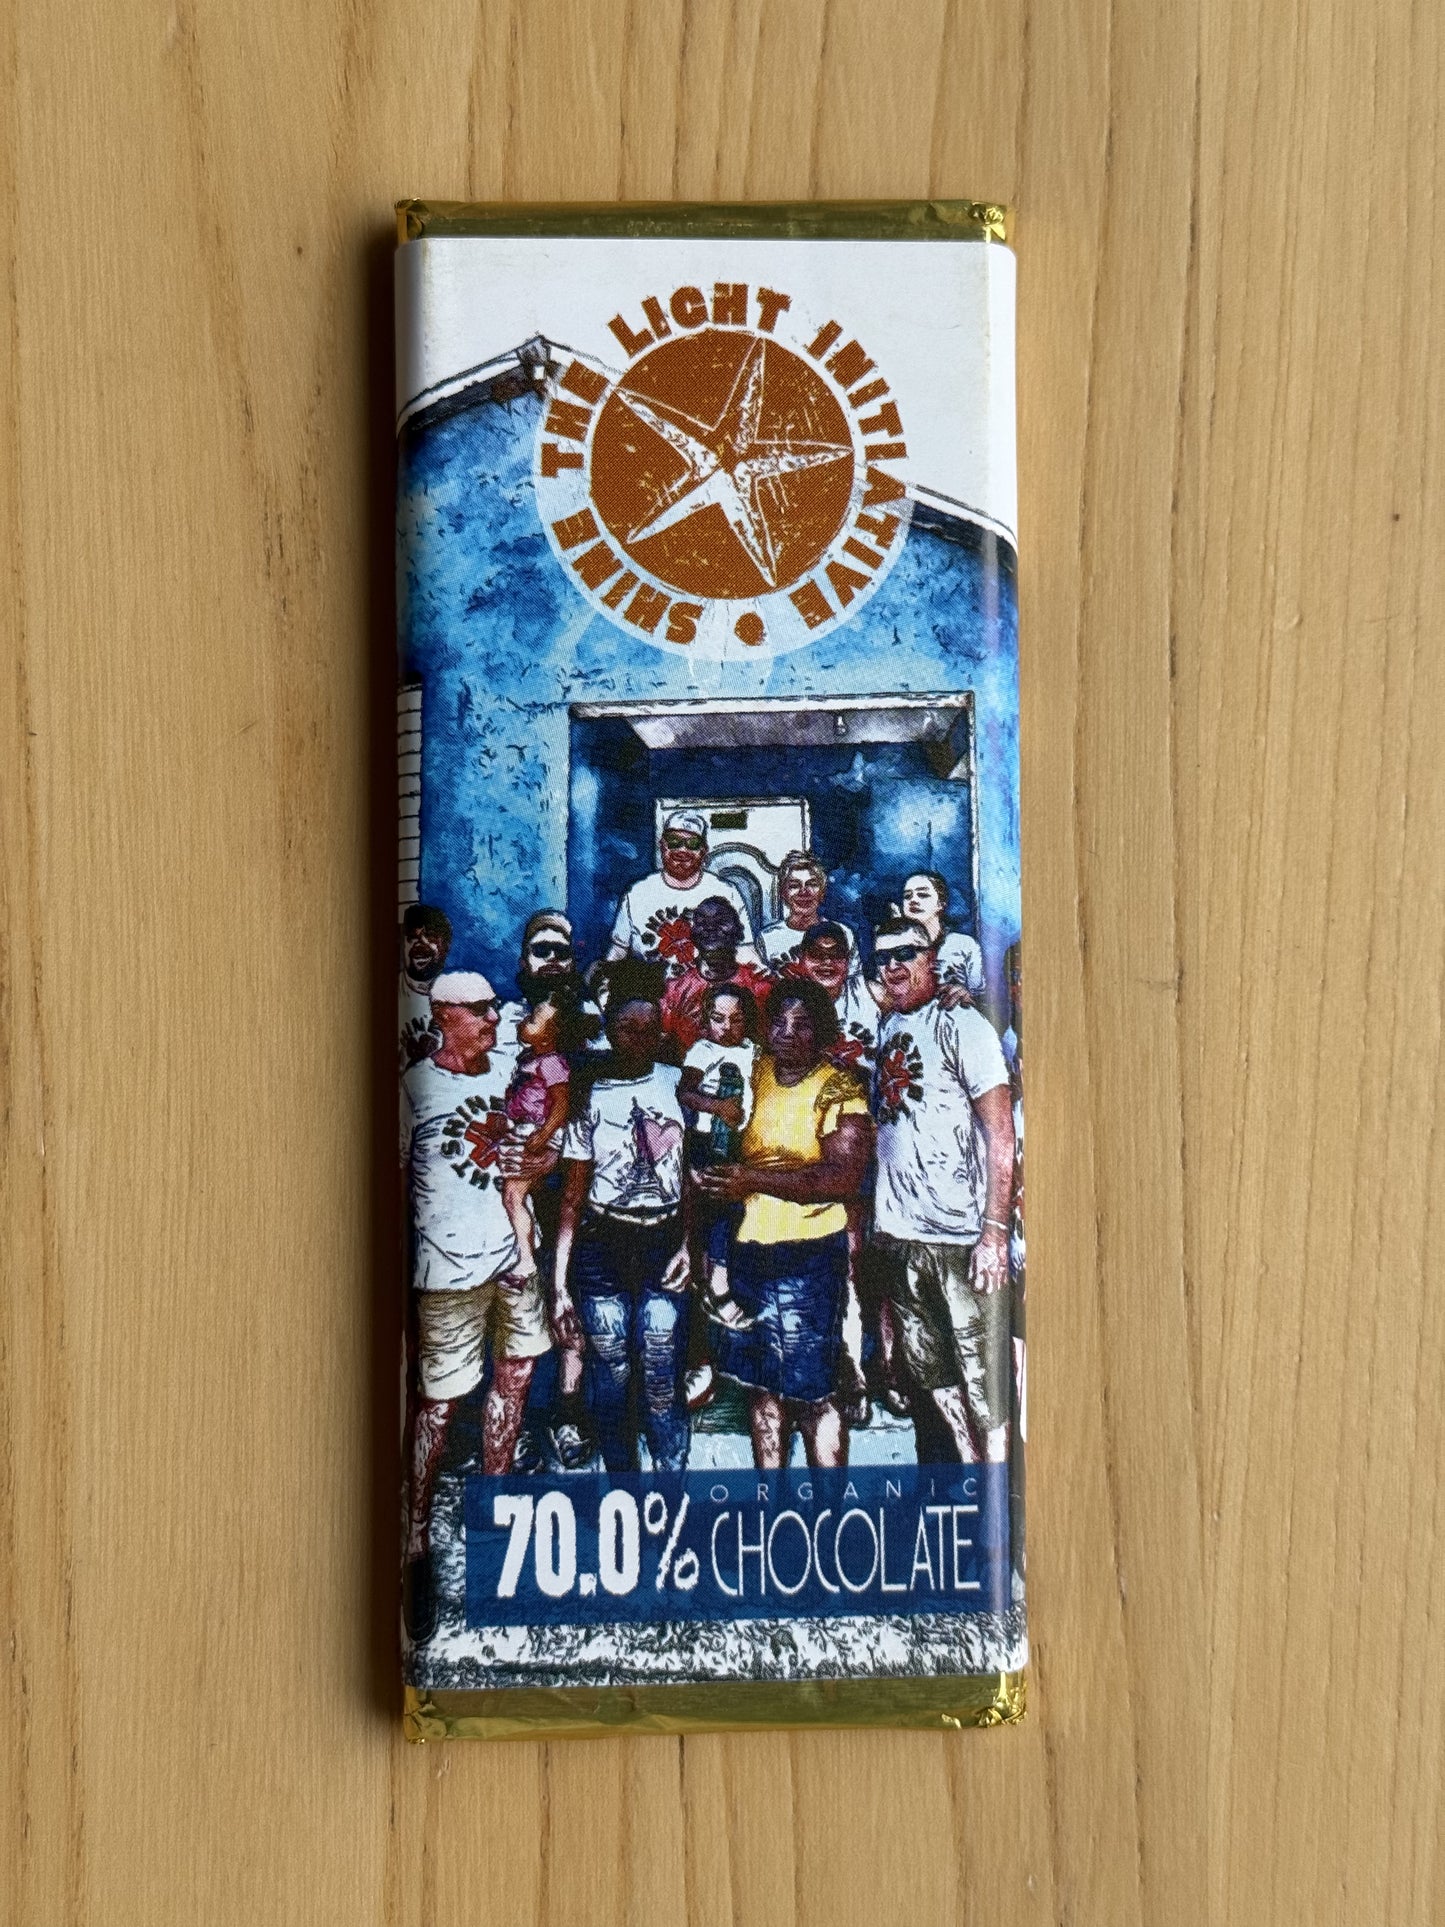 SHINE THE LIGHT INITIATIVE •
ORGANIC
70.0% CHOCOLATE